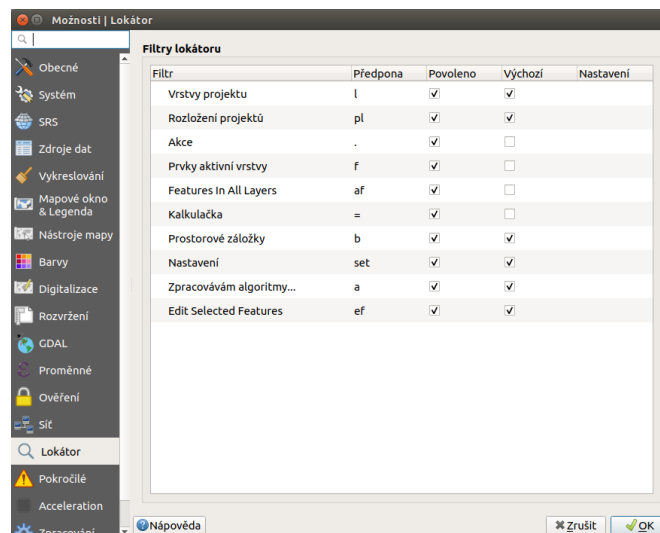 Možnosti | Lokátor
Obecné
Systém
SRS
Zdroje dat
Vykreslování
Mapové okno
& Legenda
Nástroje mapy
Barvy
Digitalizace
Rozvržení
GDAL
Proměnné
Ověření
Síť
Lokátor
Pokročilé
Acceleration
Zpracování
Filtry lokátoru
Filtr Předpona Povoleno Výchozí Nastavení
Vrstvy projektu l
Rozložení projektů pl
Akce .
Prvky aktivní vrstvy f
Features In All Layers af
Kalkulačka =
Prostorové záložky b
Nastavení set
Zpracovávám algoritmy... a
Edit Selected Features ef
Nápověda
Zrušit
OK